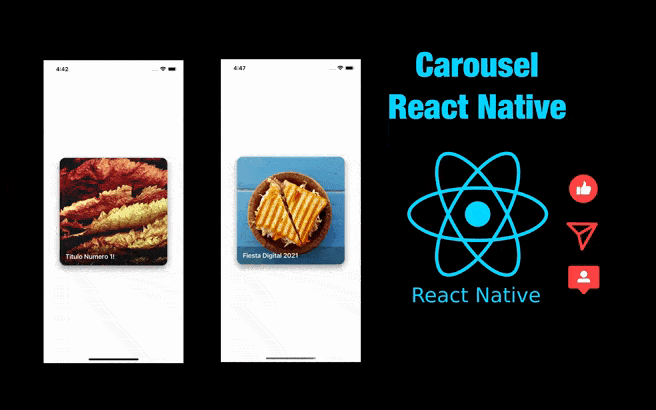 4:42
Titulo Numero 1!
4:47
Fiesta Digital 2021
Carousel
React Native
React Native